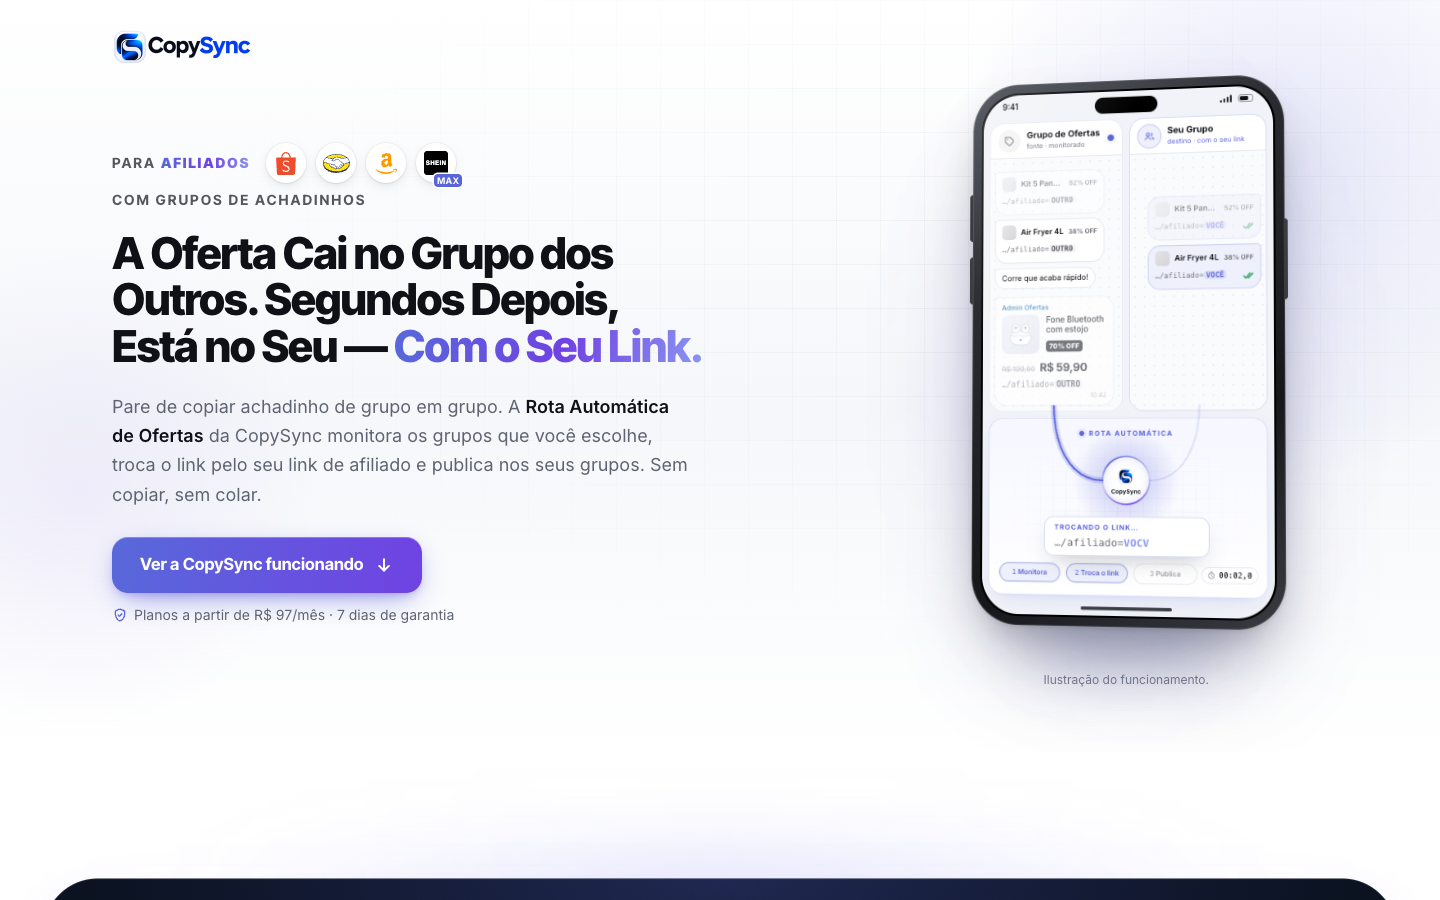 CopySync
PARA AFILIADOS
SHEIN
MAX
COM GRUPOS DE ACHADINHOS
A Oferta Cai no Grupo dos
Outros. Segundos Depois,
Está no Seu — Com o Seu Link.
Pare de copiar achadinho de grupo em grupo. A Rota Automática
de Ofertas da CopySync monitora os grupos que você escolhe,
troca o link pelo seu link de afiliado e publica nos seus grupos. Sem
copiar, sem colar.
Ver a CopySync funcionando ↓
Planos a partir de R$ 97/mês · 7 dias de garantia
9:41
Grupo de Ofertas
fonte · monitorado
Kit 5 Pan... 52% OFF
…/afiliado=OUTRO
Air Fryer 4L 38% OFF
…/afiliado=OUTRO
Corre que acaba rápido!
Admin Ofertas
Fone Bluetooth
com estojo
70% OFF
R$ 199,90 R$ 59,90
…/afiliado=OUTRO
Seu Grupo
destino · com o seu link
Kit 5 Pan... 52% OFF
…/afiliado=VOCÊ
Air Fryer 4L 38% OFF
…/afiliado=VOCÊ
ROTA AUTOMÁTICA
CopySync
TROCANDO O LINK…
…/afiliado=VOCV
1 Monitora
2 Troca o link
3 Publica
00:02,0
Ilustração do funcionamento.